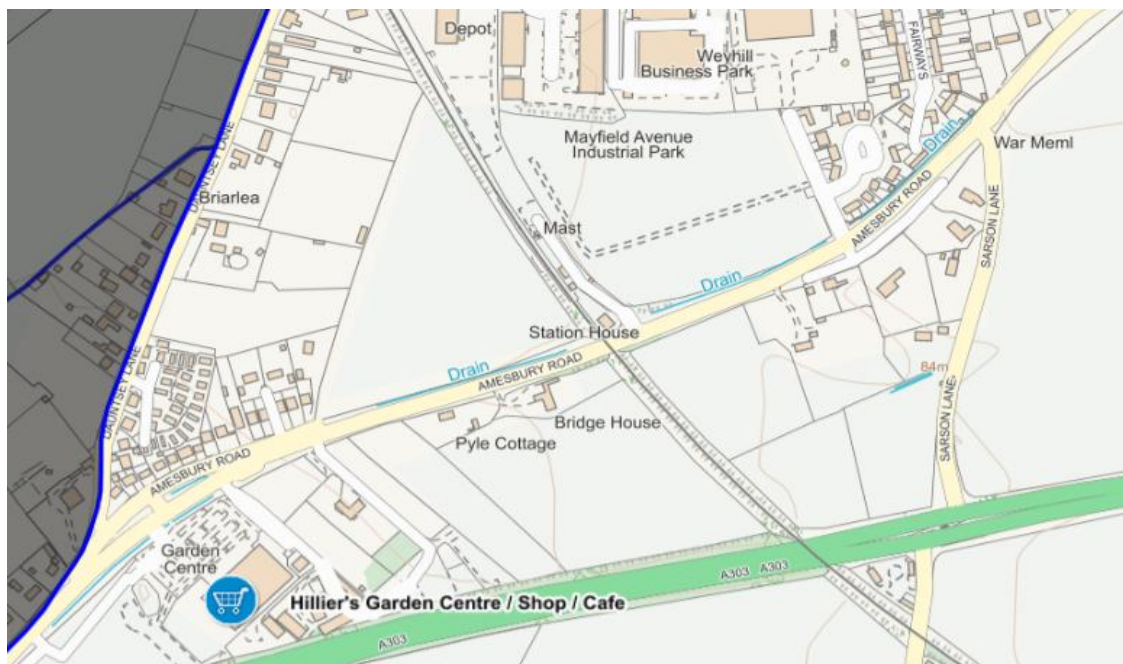 Depot
Weyhill
Business Park
FAIRWAYS
Drain
War Meml
Mayfield Avenue
Industrial Park
DAUNTSEY LANE
Briarlea
Mast
AMESBURY ROAD
SARSON LANE
Drain
Station House
84m
Drain
AMESBURY ROAD
DAUNTSEY LANE
Bridge House
Pyle Cottage
SARSON LANE
AMESBURY ROAD
Garden
Centre
A303 A303
Hillier's Garden Centre / Shop / Cafe
A303